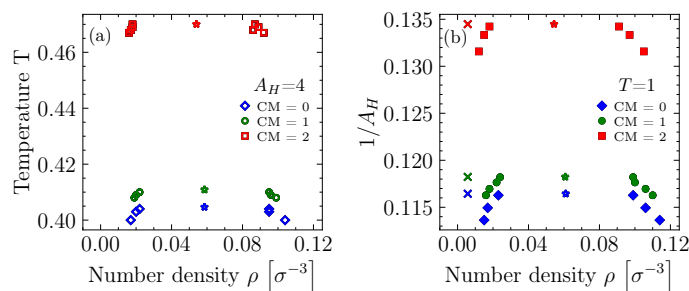 (a)
A_H=4
CM = 0
CM = 1
CM = 2
Temperature T
0.46
0.44
0.42
0.40
0.00 0.04 0.08 0.12
Number density ρ [σ⁻³]
(b)
T=1
CM = 0
CM = 1
CM = 2
1/A_H
0.135
0.130
0.125
0.120
0.115
0.00 0.04 0.08 0.12
Number density ρ [σ⁻³]